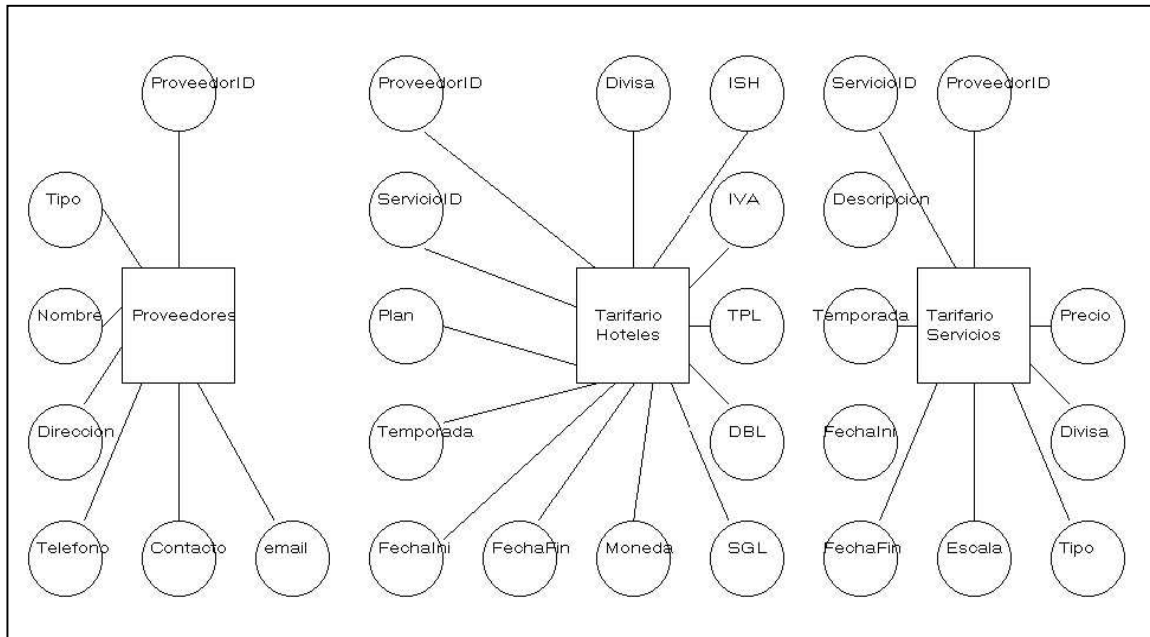 ProveedorID
Tipo
Nombre
Proveedores
Dirección
Telefono
Contacto
email
ProveedorID
Divisa
ISH
ServicioID
IVA
Plan
Tarifario
Hoteles
TPL
Temporada
DBL
FechaIni
FechaFin
Moneda
SGL
ServicioID
ProveedorID
Descripcion
Temporada
Tarifario
Servicios
Precio
FechaIni
Divisa
FechaFin
Escala
Tipo